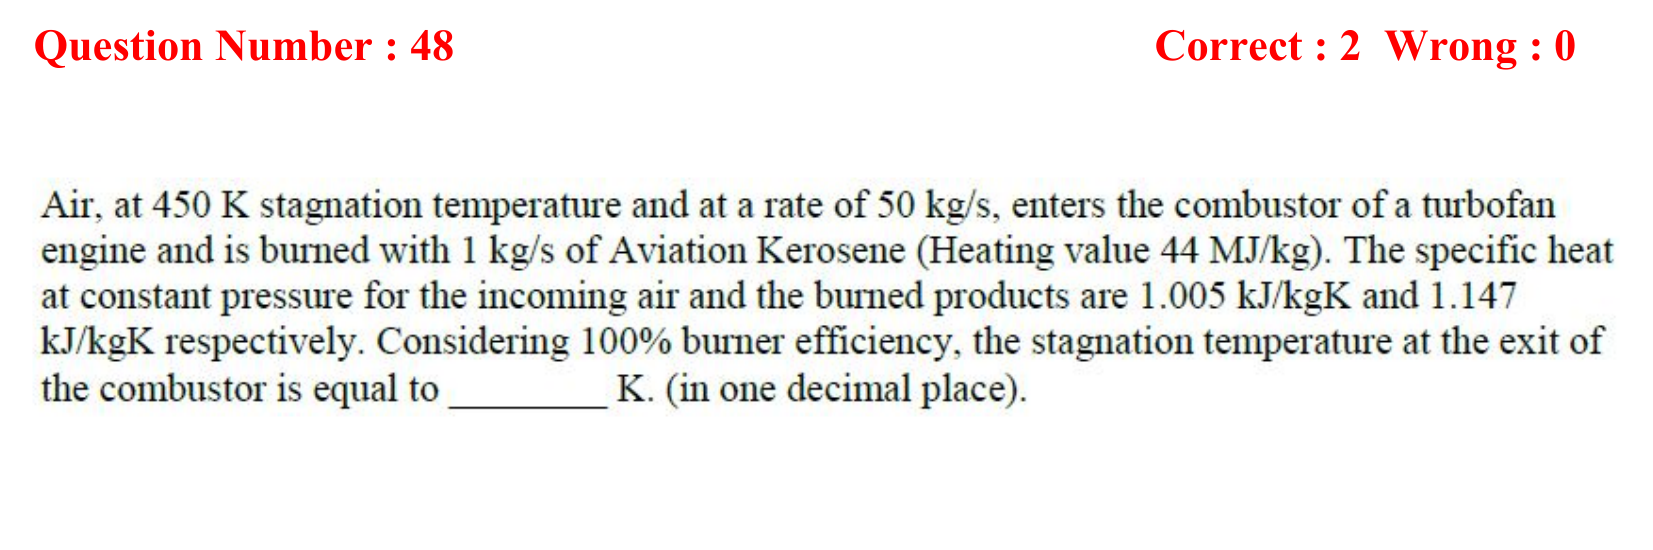 Question Number : 48 Correct : 2 Wrong : 0
Air, at 450 K stagnation temperature and at a rate of 50 kg/s, enters the combustor of a turbofan
engine and is burned with 1 kg/s of Aviation Kerosene (Heating value 44 MJ/kg). The specific heat
at constant pressure for the incoming air and the burned products are 1.005 kJ/kgK and 1.147
kJ/kgK respectively. Considering 100% burner efficiency, the stagnation temperature at the exit of
the combustor is equal to ________ K. (in one decimal place).